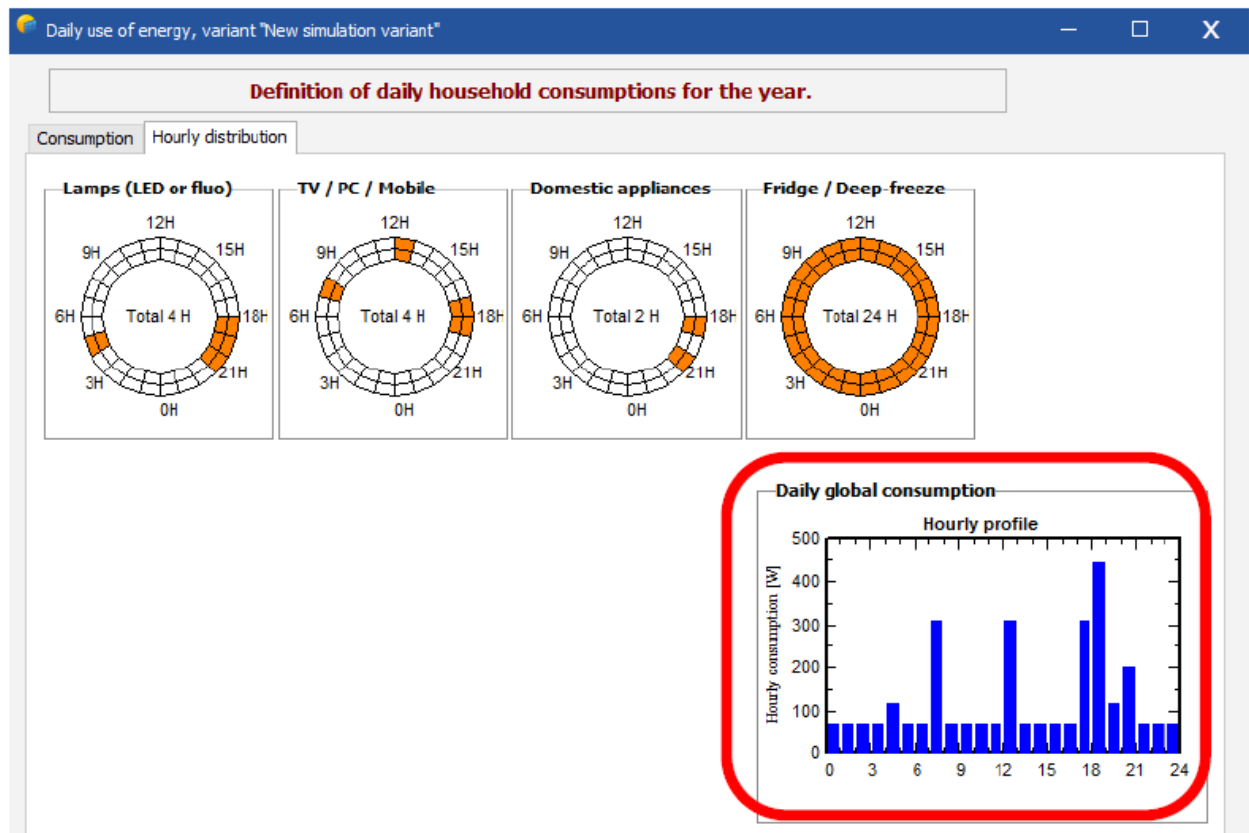 Daily use of energy, variant "New simulation variant"
Definition of daily household consumptions for the year.
Consumption Hourly distribution
Lamps (LED or fluo)
12H
9H 15H
6H Total 4 H 18H
3H 21H
0H
TV / PC / Mobile
12H
9H 15H
6H Total 4 H 18H
3H 21H
0H
Domestic appliances
12H
9H 15H
6H Total 2 H 18H
3H 21H
0H
Fridge / Deep-freeze
12H
9H 15H
6H Total 24 H 18H
3H 21H
0H
Daily global consumption
Hourly profile
Hourly consumption [W]
500
400
300
200
100
0
0 3 6 9 12 15 18 21 24